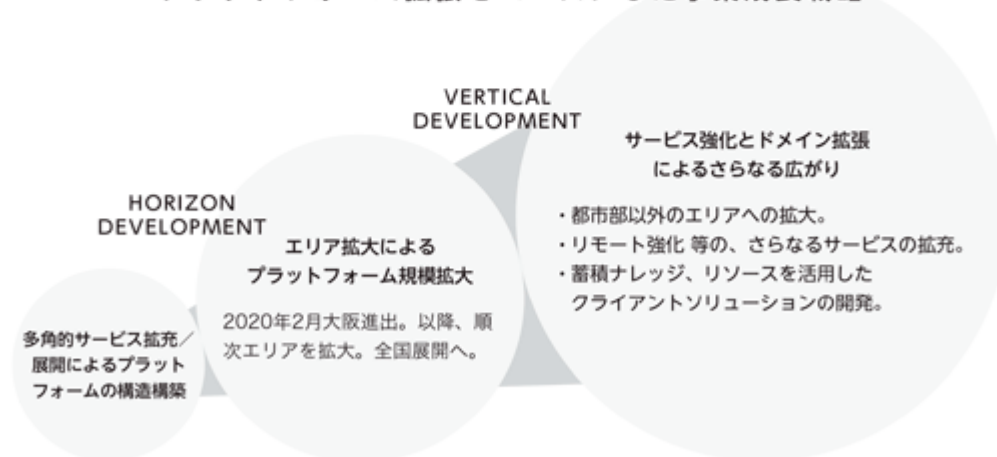 HORIZON
DEVELOPMENT
VERTICAL
DEVELOPMENT
多角的サービス拡充／
展開によるプラット
フォームの構造構築
エリア拡大による
プラットフォーム規模拡大
2020年2月大阪進出。以降、順
次エリアを拡大。全国展開へ。
サービス強化とドメイン拡張
によるさらなる広がり
・都市部以外のエリアへの拡大。
・リモート強化 等の、さらなるサービスの拡充。
・蓄積ナレッジ、リソースを活用した
クライアントソリューションの開発。